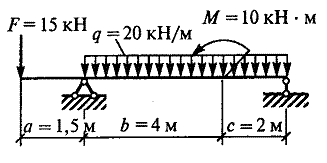 F = 15 кН
M = 10 кН · м
q = 20 кН/м
a = 1,5 м
b = 4 м
c = 2 м